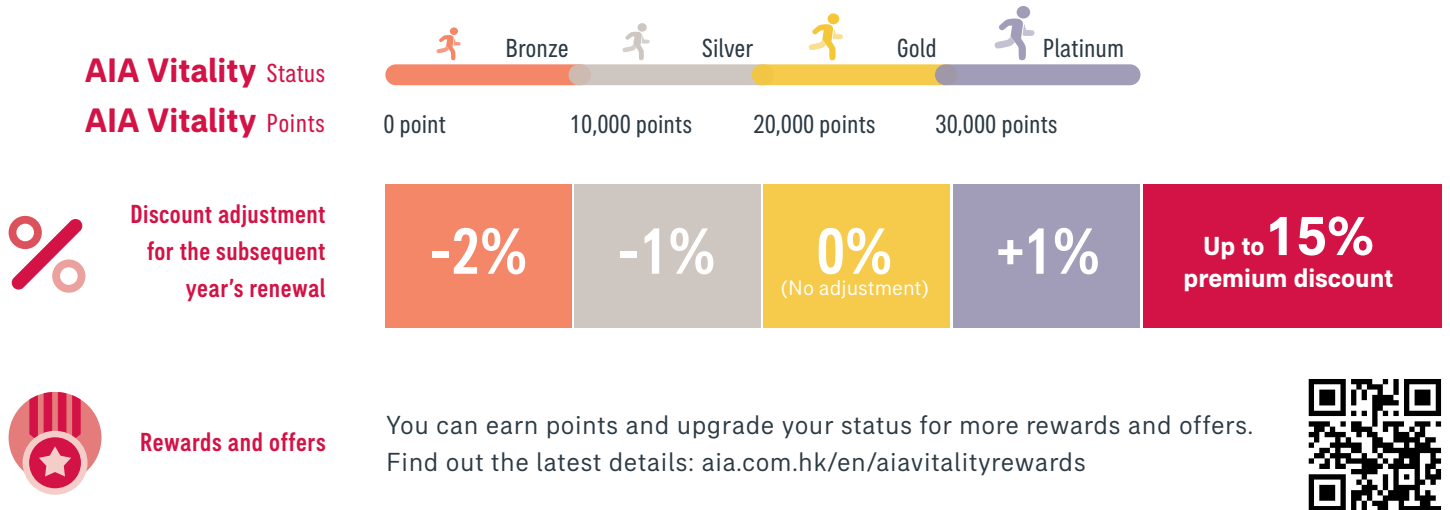 Bronze Silver Gold Platinum
AIA Vitality Status
AIA Vitality Points 0 point 10,000 points 20,000 points 30,000 points
Discount adjustment
for the subsequent
year's renewal
-2% -1% 0% +1%
(No adjustment)
Up to 15%
premium discount
Rewards and offers
You can earn points and upgrade your status for more rewards and offers.
Find out the latest details: aia.com.hk/en/aiavitalityrewards